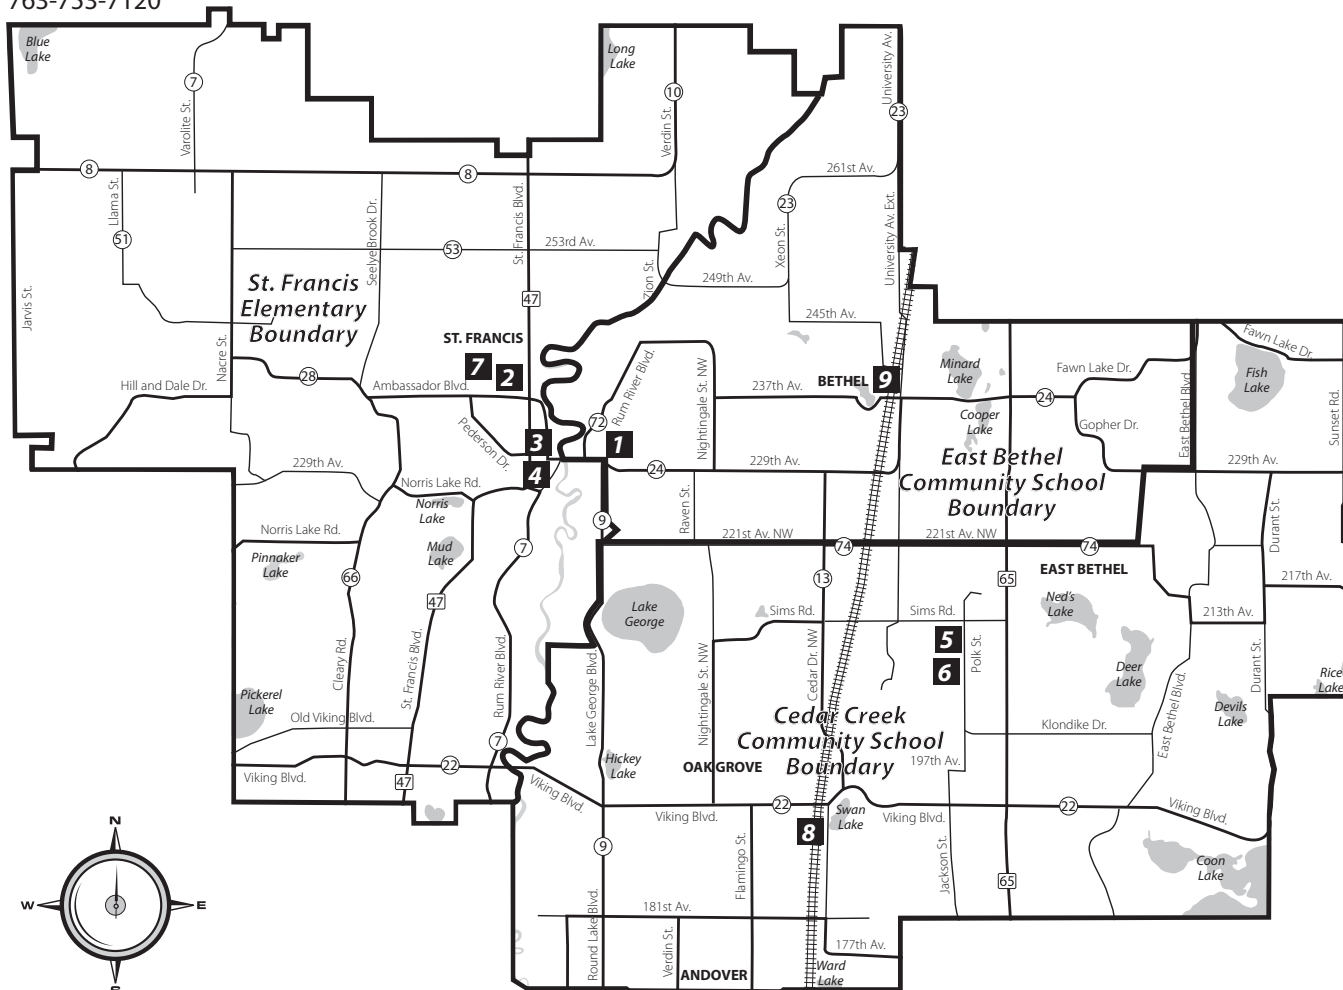 763-753-7120
Blue
Lake
7
Varolite St.
Long
Lake
10
Verdin St.
University Av.
23
8
8
261st Av.
Llama St.
51
St. Francis Blvd.
Seelye Brook Dr.
23
Xeon St.
University Av. Ext.
53
253rd Av.
Zion St.
249th Av.
St. Francis
Elementary
Boundary
Jarvis St.
47
245th Av.
Nacre St.
ST. FRANCIS
7
2
28
Hill and Dale Dr.
Ambassador Blvd.
Rum River Blvd.
72
Nightingale St. NW
237th Av.
BETHEL
9
Minard
Lake
Cooper
Lake
Fawn Lake Dr.
24
Gopher Dr.
East Bethel Blvd.
Fawn Lake Dr.
Fish
Lake
Sunset Rd.
Pederson Dr.
3
1
4
229th Av.
24
229th Av.
229th Av.
East Bethel
Community School
Boundary
Norris Lake Rd.
Norris
Lake
Raven St.
Durant St.
9
Norris Lake Rd.
221st Av. NW
221st Av. NW
74
74
Pinnaker
Lake
Mud
Lake
7
EAST BETHEL
66
13
65
217th Av.
47
Lake
George
Sims Rd.
Sims Rd.
Ned's
Lake
213th Av.
5
6
Polk St.
Cleary Rd.
St. Francis Blvd.
Rum River Blvd.
Lake George Blvd.
Nightingale St. NW
Cedar Dr. NW
Deer
Lake
Durant St.
Rice
Lake
Pickerel
Lake
Devils
Lake
East Bethel Blvd.
Old Viking Blvd.
Cedar Creek
Community School
Boundary
Klondike Dr.
7
Hickey
Lake
OAK GROVE
197th Av.
22
Viking Blvd.
47
Viking Blvd.
22
22
Viking Blvd.
Viking Blvd.
Viking Blvd.
Swan
Lake
8
9
Flamingo St.
Jackson St.
Coon
Lake
65
N
W
E
S
181st Av.
Round Lake Blvd.
Verdin St.
177th Av.
ANDOVER
Ward
Lake